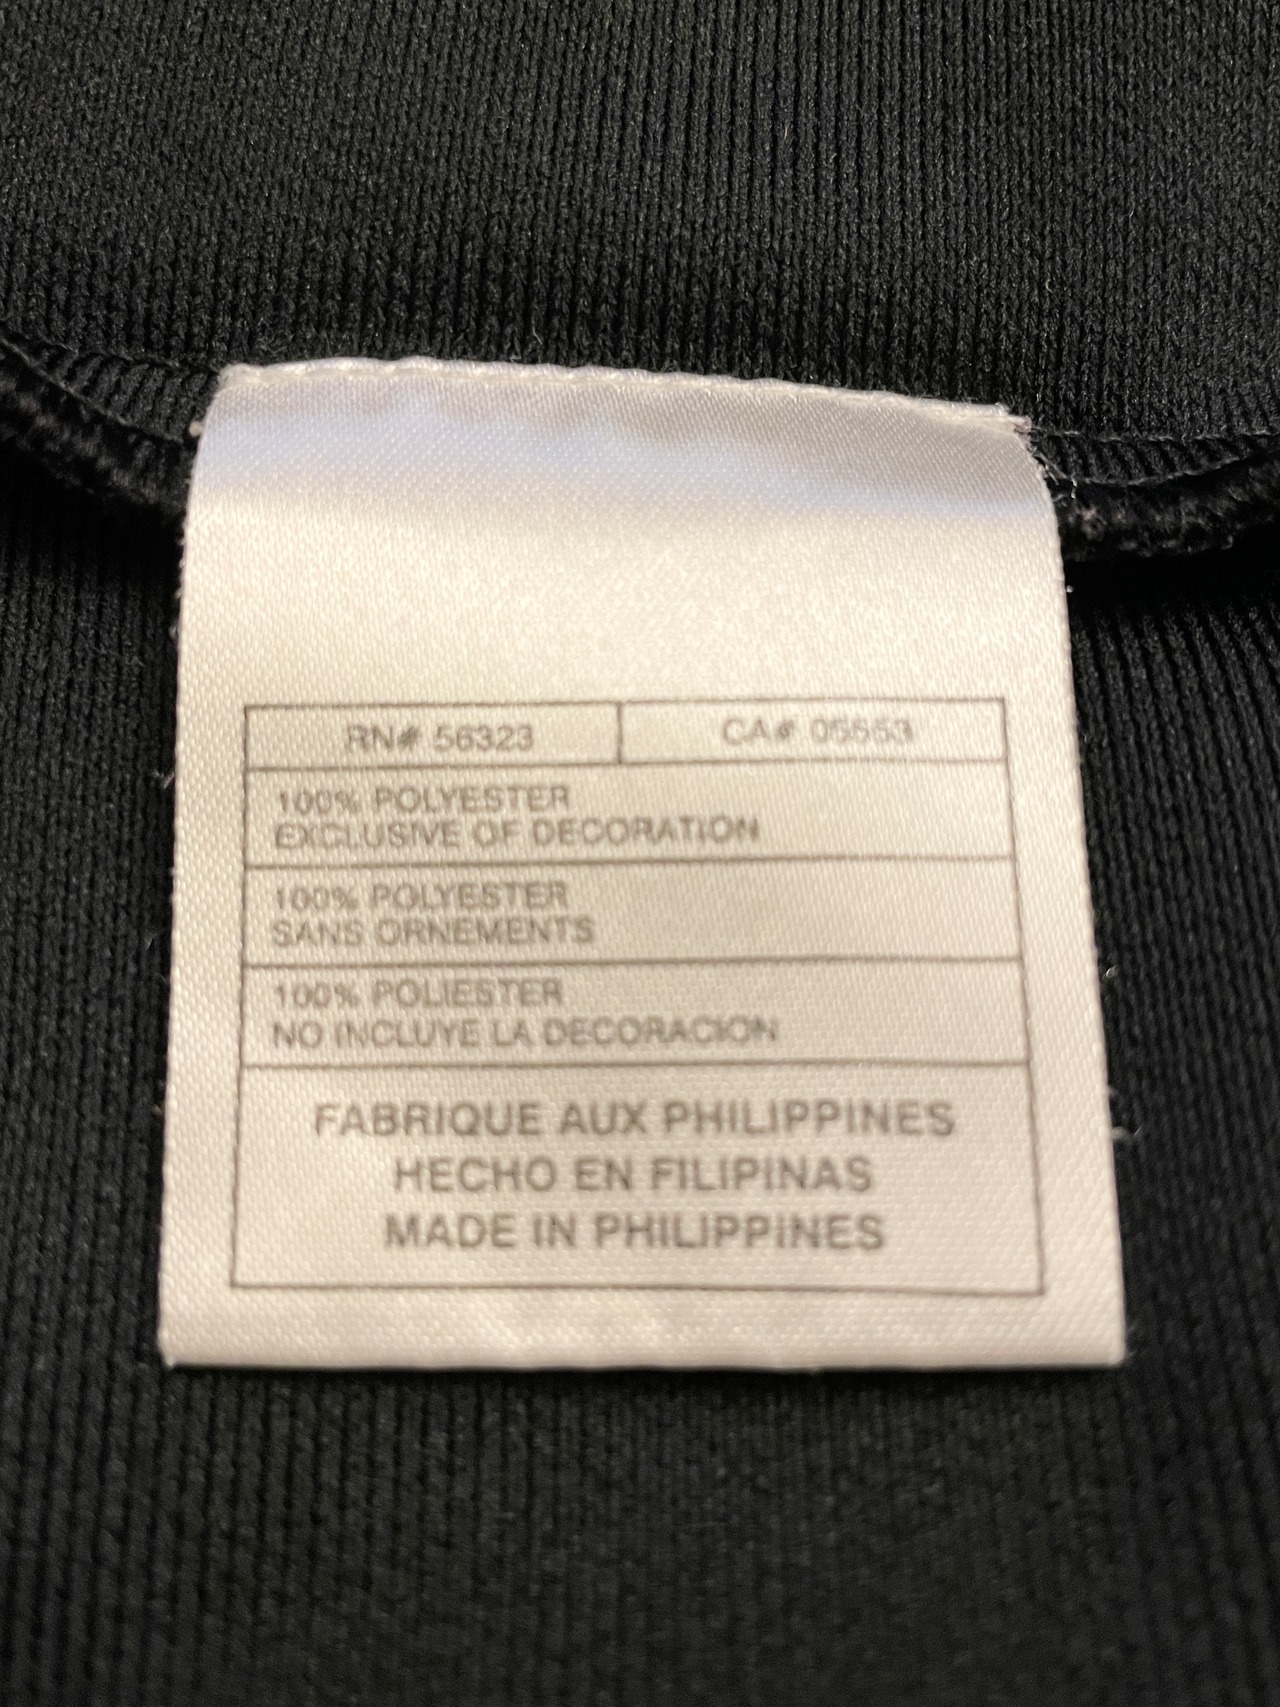 RN# 56323 CA# 05553
100% POLYESTER
EXCLUSIVE OF DECORATION
100% POLYESTER
SANS ORNEMENTS
100% POLIESTER
NO INCLUYE LA DECORACION
FABRIQUE AUX PHILIPPINES
HECHO EN FILIPINAS
MADE IN PHILIPPINES